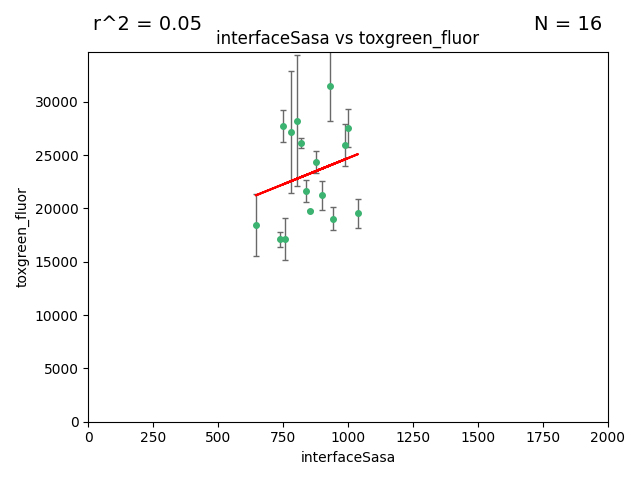 r^2 = 0.05
N = 16
interfaceSasa vs toxgreen_fluor
30000
25000
20000
15000
10000
5000
0
toxgreen_fluor
0 250 500 750 1000 1250 1500 1750 2000
interfaceSasa